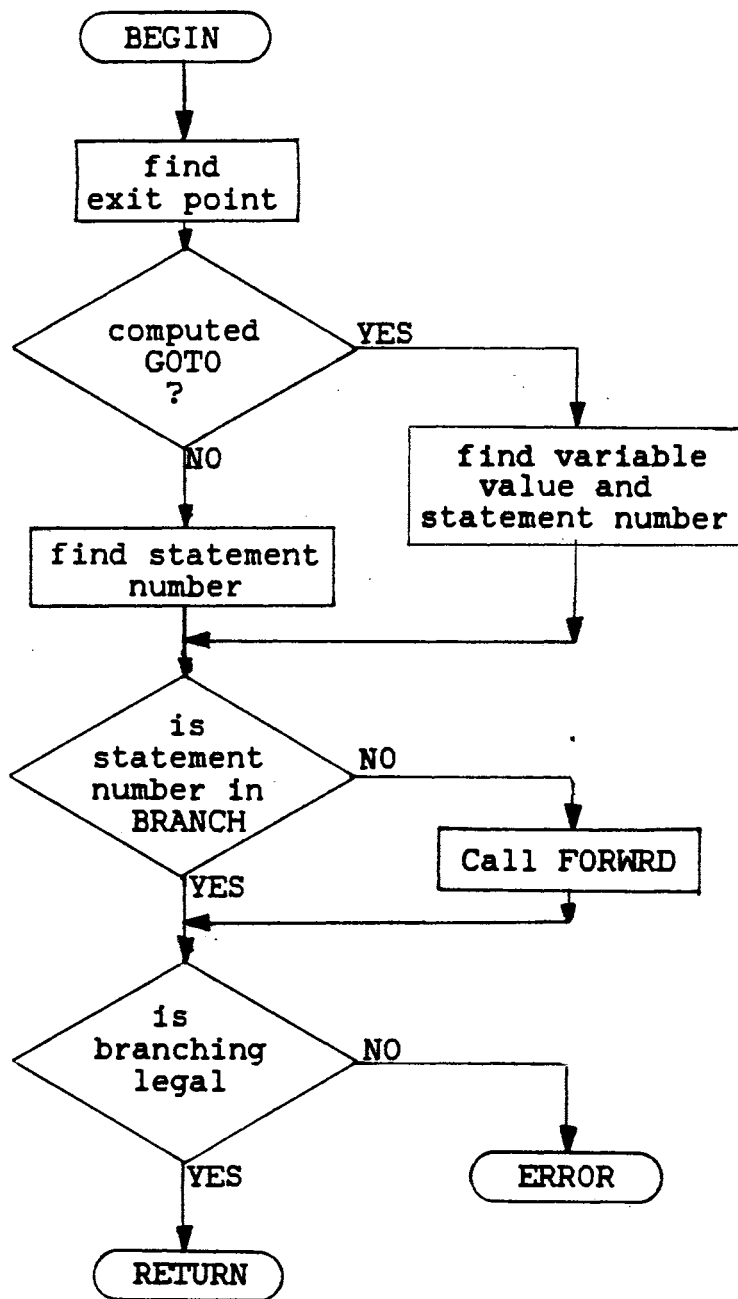 BEGIN
find
exit point
computed
GOTO
?
YES
NO
find variable
value and
statement number
find statement
number
is
statement
number in
BRANCH
NO
YES
Call FORWRD
is
branching
legal
NO
YES
ERROR
RETURN